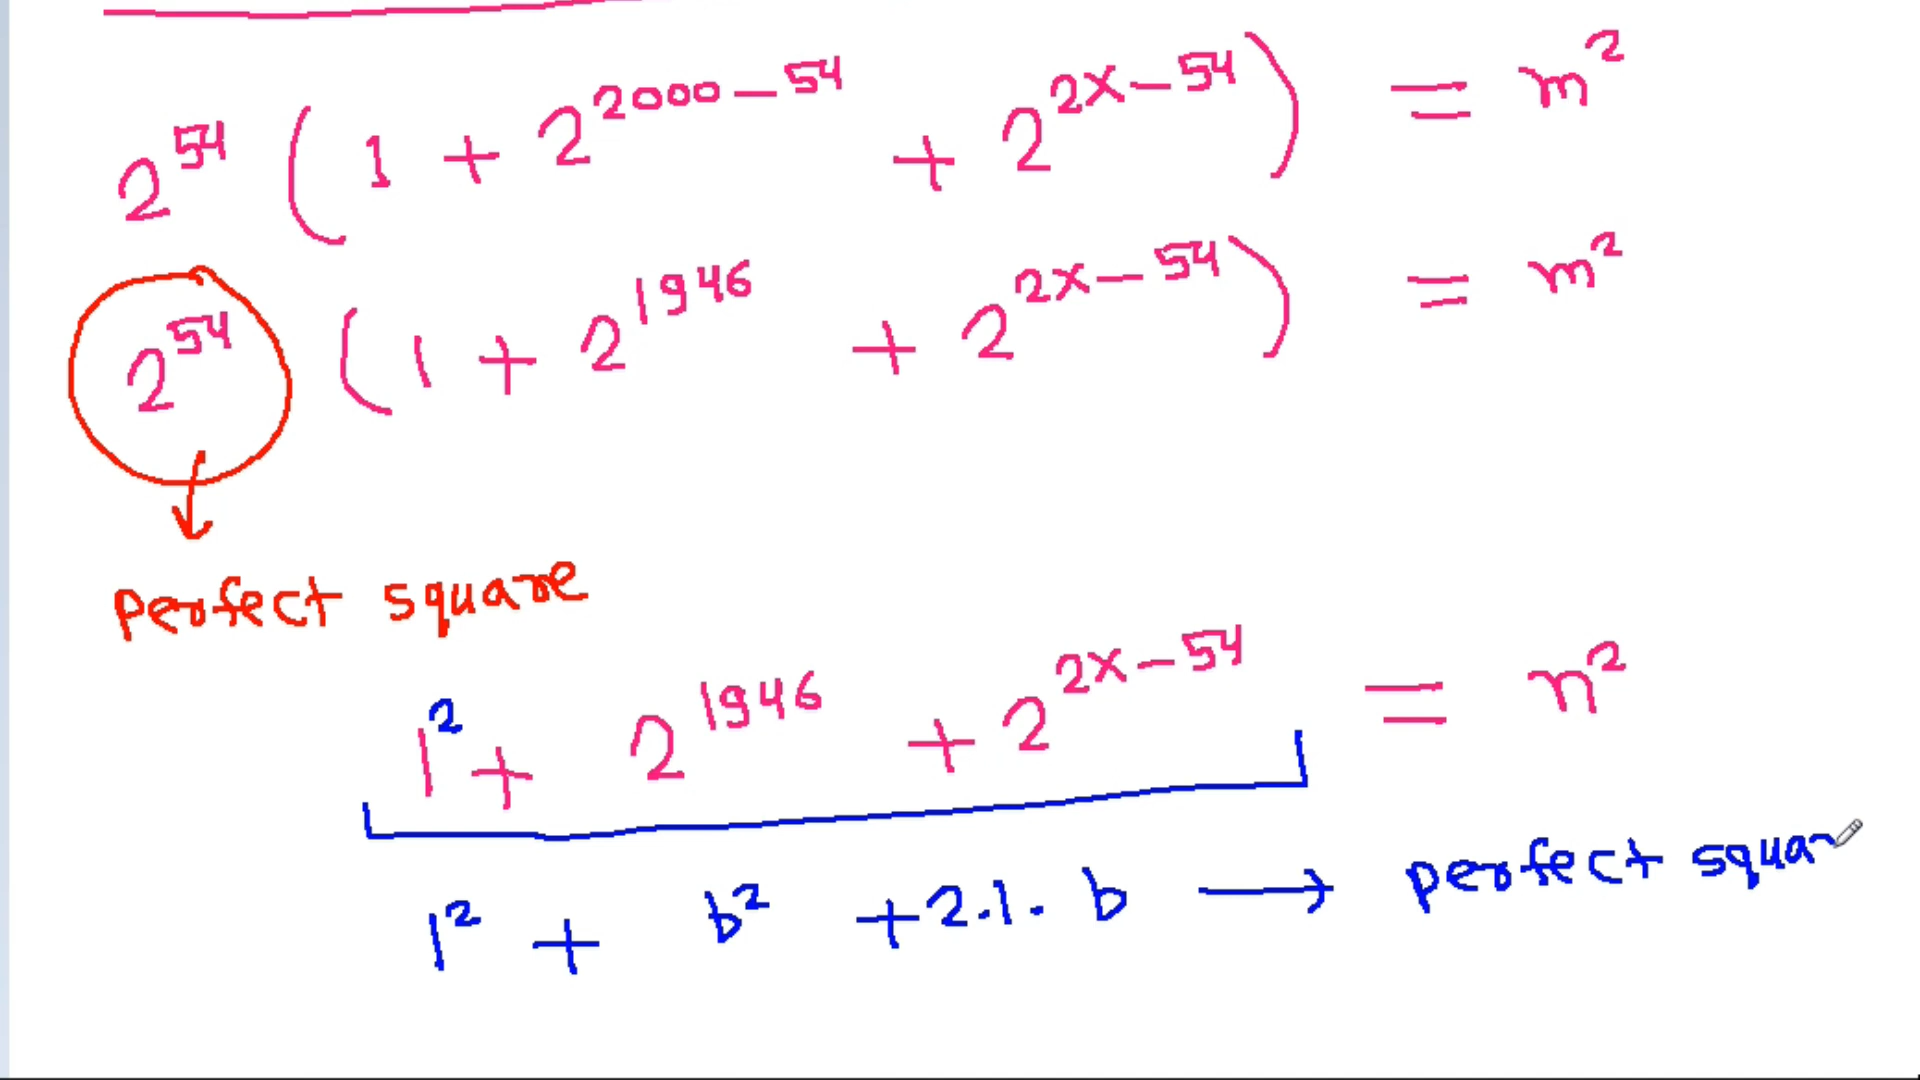 2^54 ( 1 + 2^(2000-54) + 2^(2x-54) ) = m^2
2^54 ( 1 + 2^1946 + 2^(2x-54) ) = m^2
Perfect square
1^2 + 2^1946 + 2^(2x-54) = n^2
1^2 + b^2 + 2.1. b → perfect squar